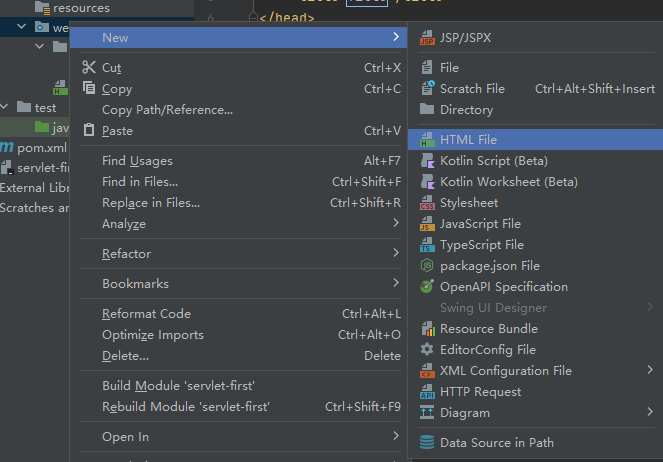 resources
we
6
</head>
test
jav
pom.xml
servlet-fir
External Lib
Scratches a
New
Cut Ctrl+X
Copy Ctrl+C
Copy Path/Reference...
Paste Ctrl+V
Find Usages Alt+F7
Find in Files... Ctrl+Shift+F
Replace in Files... Ctrl+Shift+R
Analyze
Refactor
Bookmarks
Reformat Code Ctrl+Alt+L
Optimize Imports Ctrl+Alt+O
Delete... Delete
Build Module 'servlet-first'
Rebuild Module 'servlet-first' Ctrl+Shift+F9
Open In
JSP/JSPX
File
Scratch File Ctrl+Alt+Shift+Insert
Directory
HTML File
Kotlin Script (Beta)
Kotlin Worksheet (Beta)
Stylesheet
JavaScript File
TypeScript File
package.json File
OpenAPI Specification
Swing UI Designer
Resource Bundle
EditorConfig File
XML Configuration File
HTTP Request
Diagram
Data Source in Path